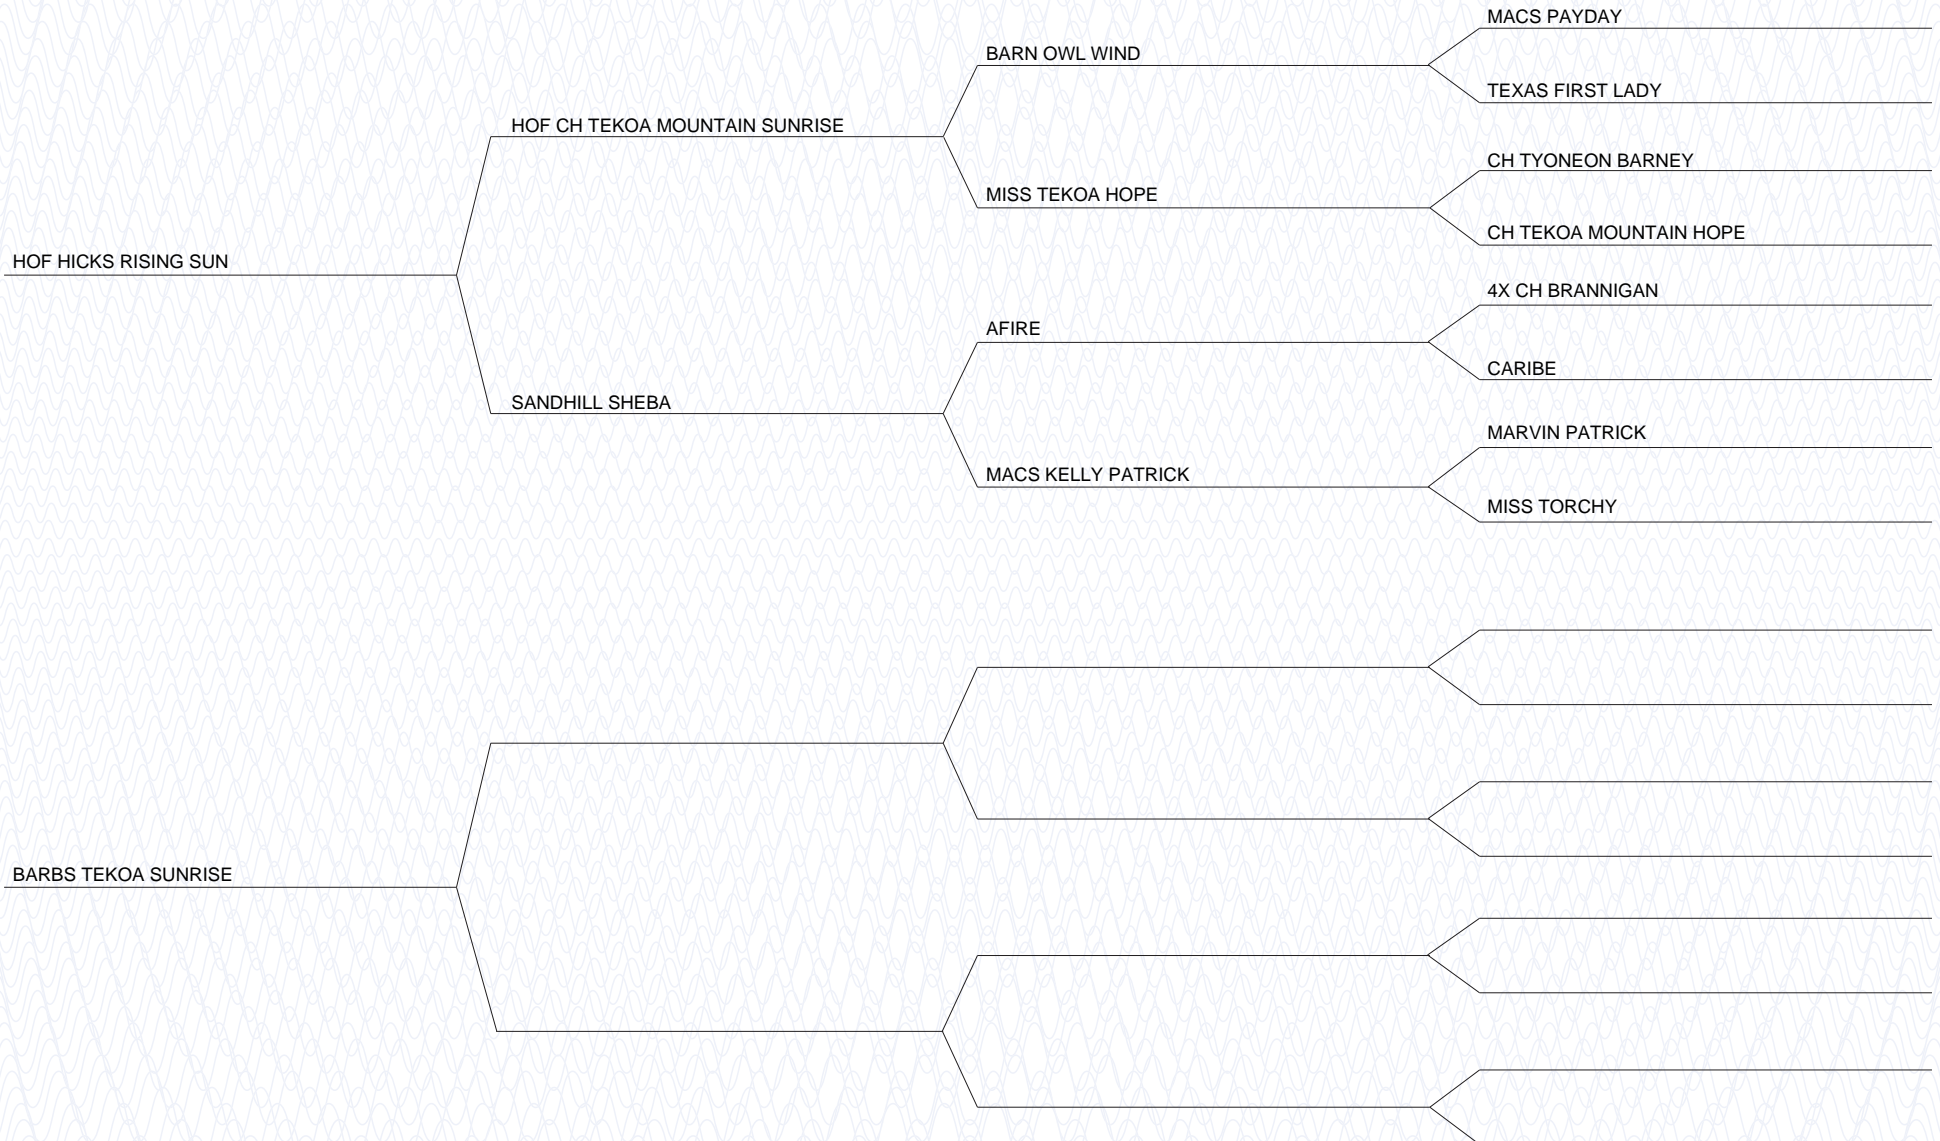 MACS PAYDAY
BARN OWL WIND
TEXAS FIRST LADY
HOF CH TEKOA MOUNTAIN SUNRISE
CH TYONEON BARNEY
MISS TEKOA HOPE
CH TEKOA MOUNTAIN HOPE
HOF HICKS RISING SUN
4X CH BRANNIGAN
AFIRE
CARIBE
SANDHILL SHEBA
MARVIN PATRICK
MACS KELLY PATRICK
MISS TORCHY
BARBS TEKOA SUNRISE